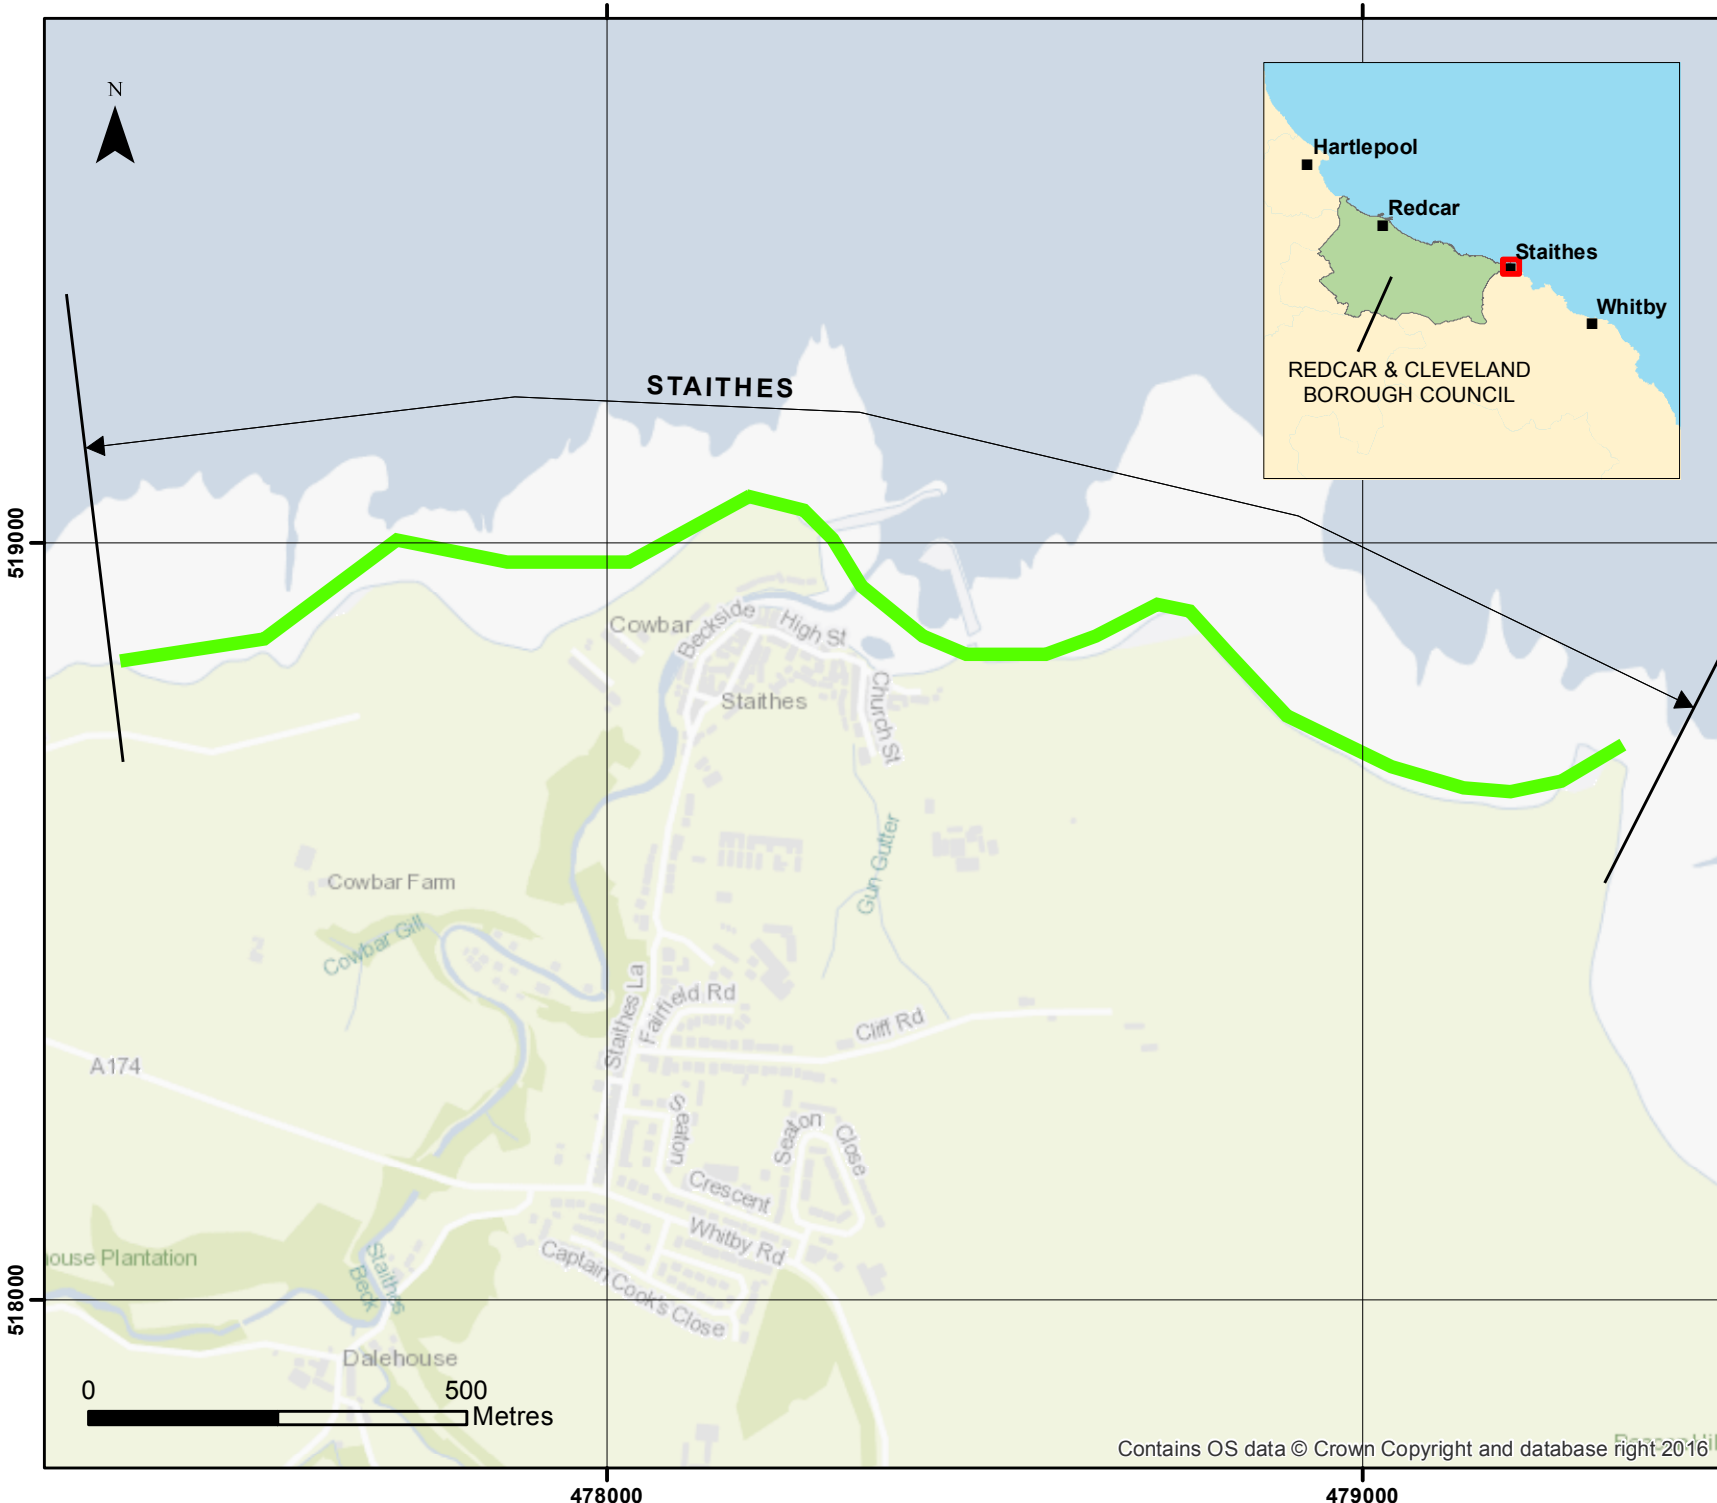 N
Hartlepool
Redcar
Staithes
Whitby
REDCAR & CLEVELAND
BOROUGH COUNCIL
STAITHES
519000
Cowbar
Beckside
High St
Staithes
Church St
Cowbar Farm
Cowbar Gill
Gun Gutter
Staithes La
Fairfield Rd
Cliff Rd
A174
Seaton
Crescent
Seaton
Close
Whitby Rd
Captain Cook's Close
ouse Plantation
Staithes
Beck
518000
Dalehouse
0 500
Metres
Contains OS data © Crown Copyright and database right 2016
478000 479000